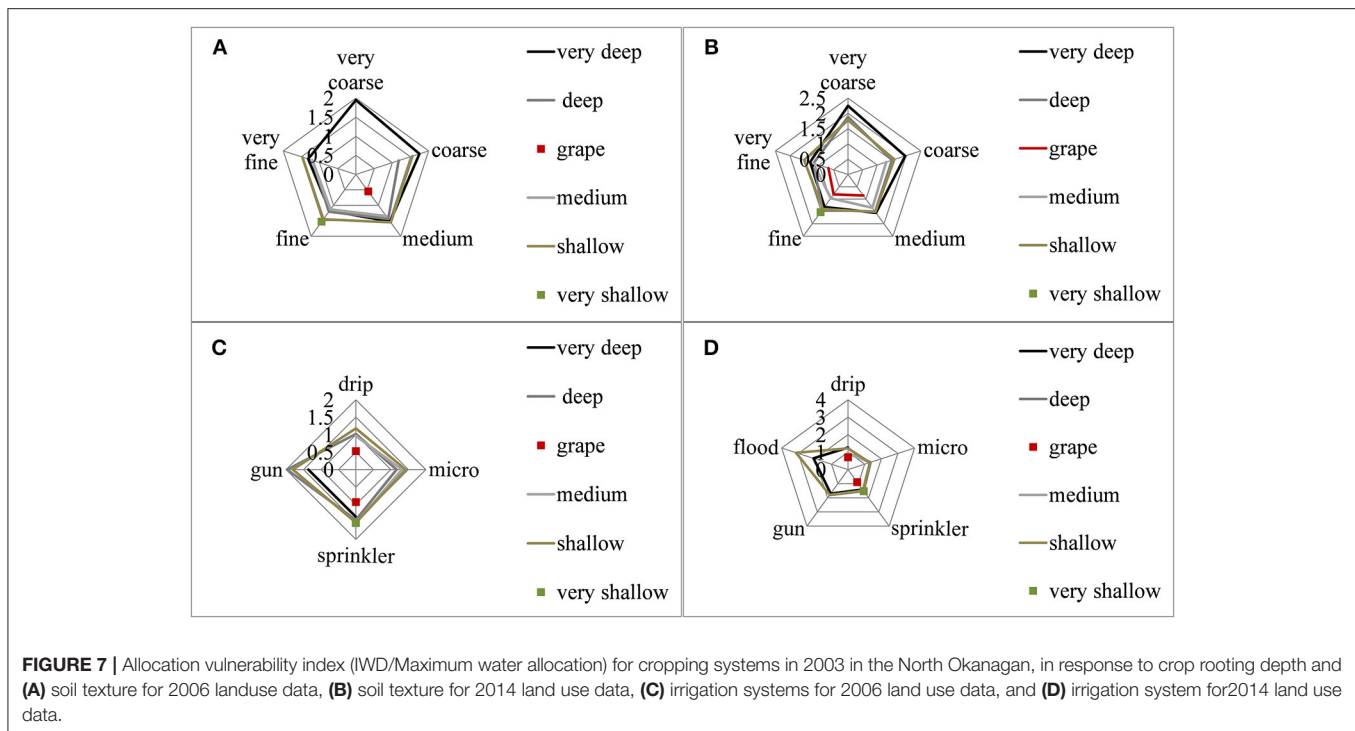 A
very
coarse
2
1.5
1
0.5
0
very
fine
coarse
fine
medium
very deep
deep
grape
medium
shallow
very shallow
B
very
coarse
2.5
2
1.5
1
0.5
0
very
fine
coarse
fine
medium
very deep
deep
grape
medium
shallow
very shallow
C
drip
2
1.5
1
0.5
0
gun
micro
sprinkler
very deep
deep
grape
medium
shallow
very shallow
D
drip
4
3
2
1
0
flood
micro
gun
sprinkler
very deep
deep
grape
medium
shallow
very shallow
FIGURE 7 | Allocation vulnerability index (IWD/Maximum water allocation) for cropping systems in 2003 in the North Okanagan, in response to crop rooting depth and
(A) soil texture for 2006 landuse data, (B) soil texture for 2014 land use data, (C) irrigation systems for 2006 land use data, and (D) irrigation system for2014 land use
data.